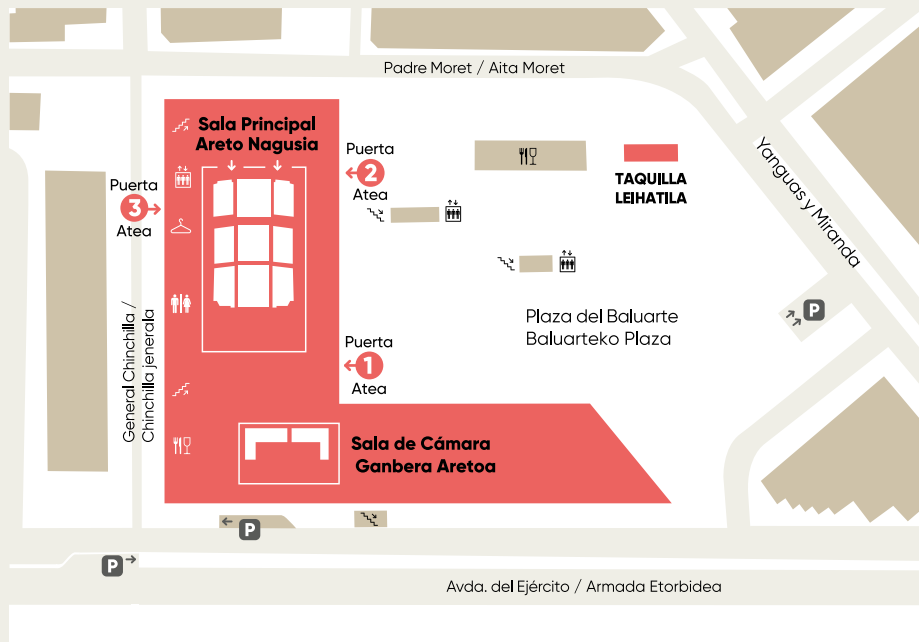 Padre Moret / Aita Moret
Sala Principal
Areto Nagusia
Puerta
2
Atea
TAQUILLA
LEIHATILA
Yanguas y Miranda
Puerta
3
Atea
Plaza del Baluarte
Baluarteko Plaza
P
General Chinchilla /
Chinchilla jenerala
Puerta
1
Atea
Sala de Cámara
Ganbera Aretoa
P
P
Avda. del Ejército / Armada Etorbidea